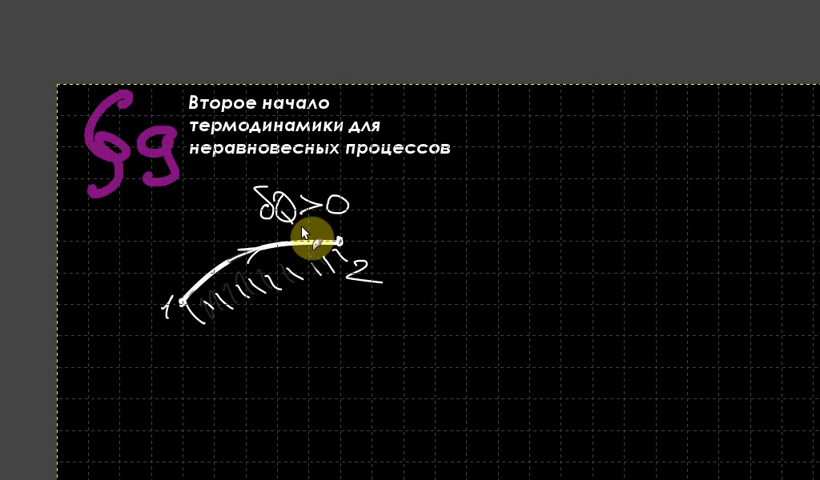 §9
Второе начало
термодинамики для
неравновесных процессов
δQ>0
1
2